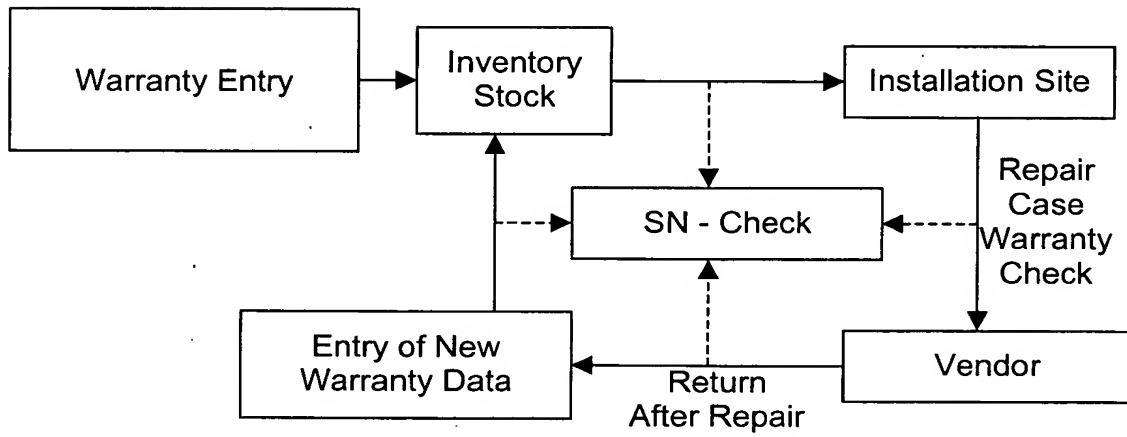 Warranty Entry
Inventory
Stock
Installation Site
Repair
Case
Warranty
Check
SN - Check
Entry of New
Warranty Data
Return
After Repair
Vendor